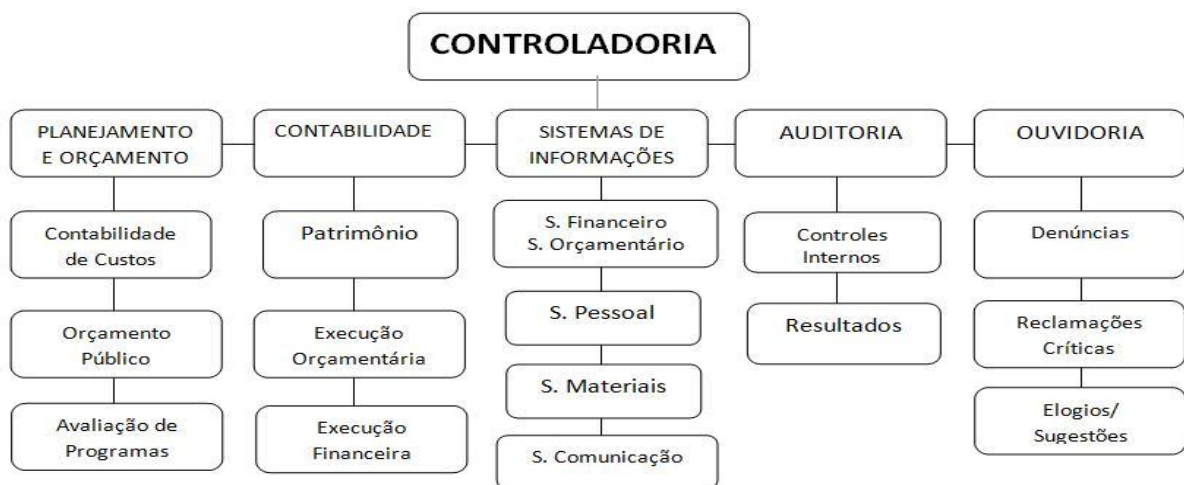 CONTROLADORIA
PLANEJAMENTO
E ORÇAMENTO
CONTABILIDADE
SISTEMAS DE
INFORMAÇÕES
AUDITORIA
OUVIDORIA
Contabilidade
de Custos
Patrimônio
S. Financeiro
S. Orçamentário
Controles
Internos
Denúncias
Orçamento
Público
Execução
Orçamentária
S. Pessoal
Resultados
Reclamações
Críticas
Avaliação de
Programas
Execução
Financeira
S. Materiais
S. Comunicação
Elogios/
Sugestões